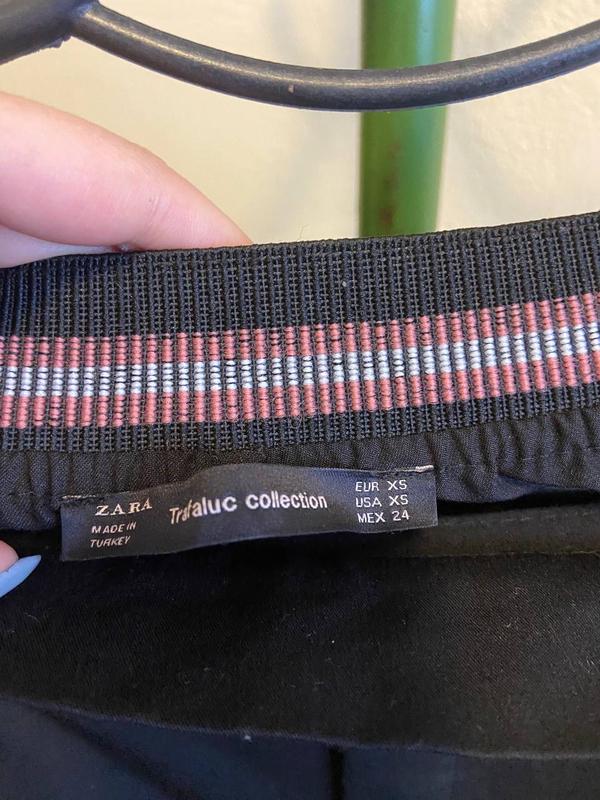 ZARA
MADE IN
TURKEY
Trafaluc collection
EUR XS
USA XS
MEX 24